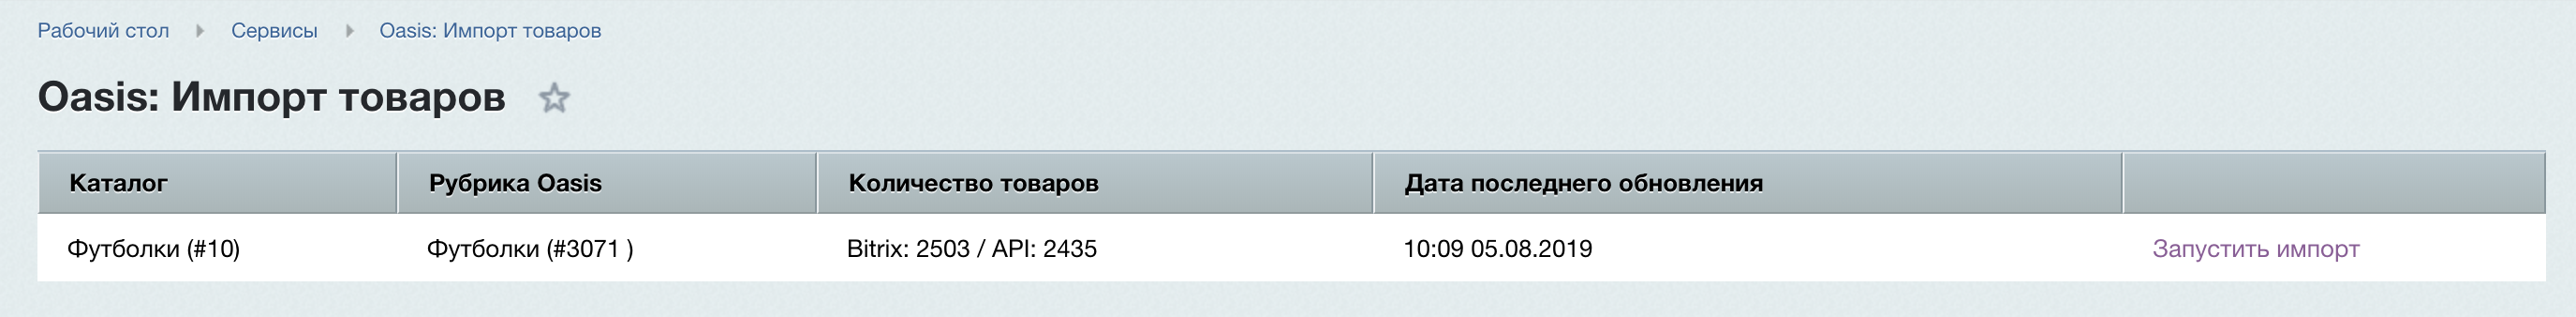 Рабочий стол Сервисы Oasis: Импорт товаров
Oasis: Импорт товаров
Каталог Рубрика Oasis Количество товаров Дата последнего обновления
Футболки (#10) Футболки (#3071 ) Bitrix: 2503 / API: 2435 10:09 05.08.2019 Запустить импорт